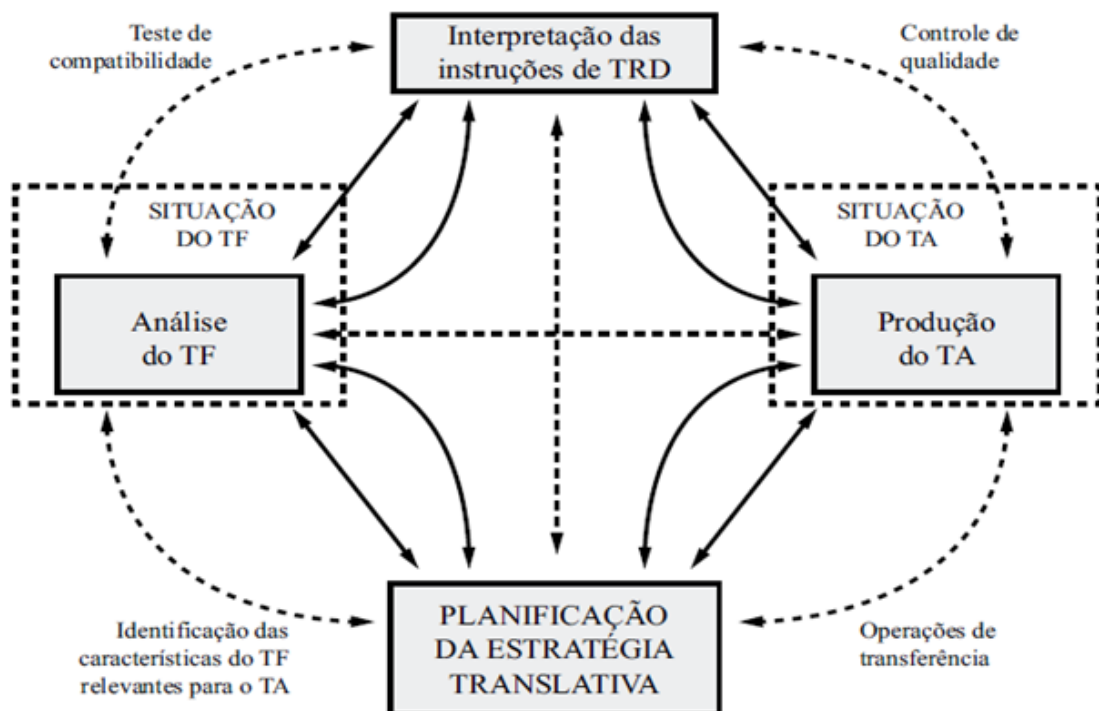 Teste de
compatibilidade
Interpretação das
instruções de TRD
Controle de
qualidade
SITUAÇÃO
DO TF
SITUAÇÃO
DO TA
Análise
do TF
Produção
do TA
Identificação das
características do TF
relevantes para o TA
PLANIFICAÇÃO
DA ESTRATÉGIA
TRANSLATIVA
Operações de
transferência